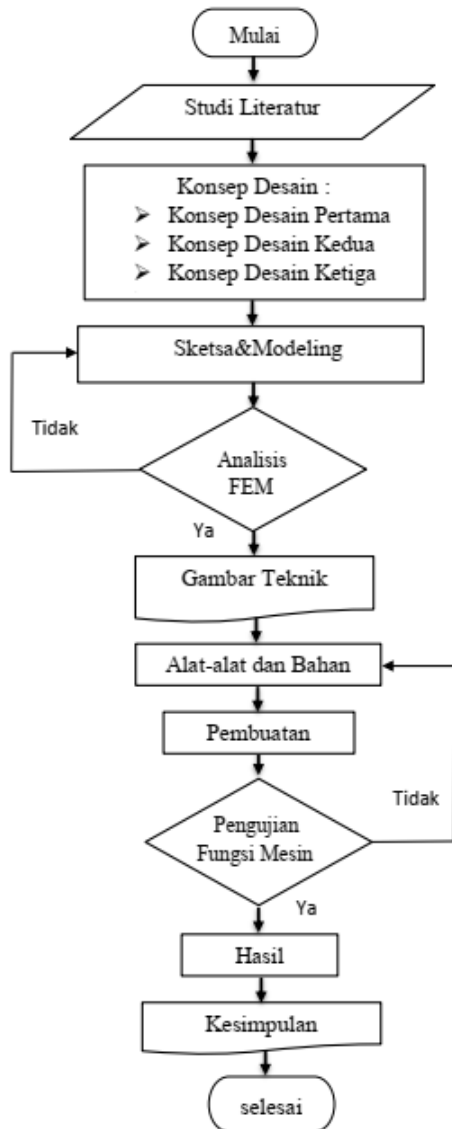 Mulai
Studi Literatur
Konsep Desain :
➢ Konsep Desain Pertama
➢ Konsep Desain Kedua
➢ Konsep Desain Ketiga
Sketsa&Modeling
Tidak
Analisis
FEM
Ya
Gambar Teknik
Alat-alat dan Bahan
Pembuatan
Tidak
Pengujian
Fungsi Mesin
Ya
Hasil
Kesimpulan
selesai